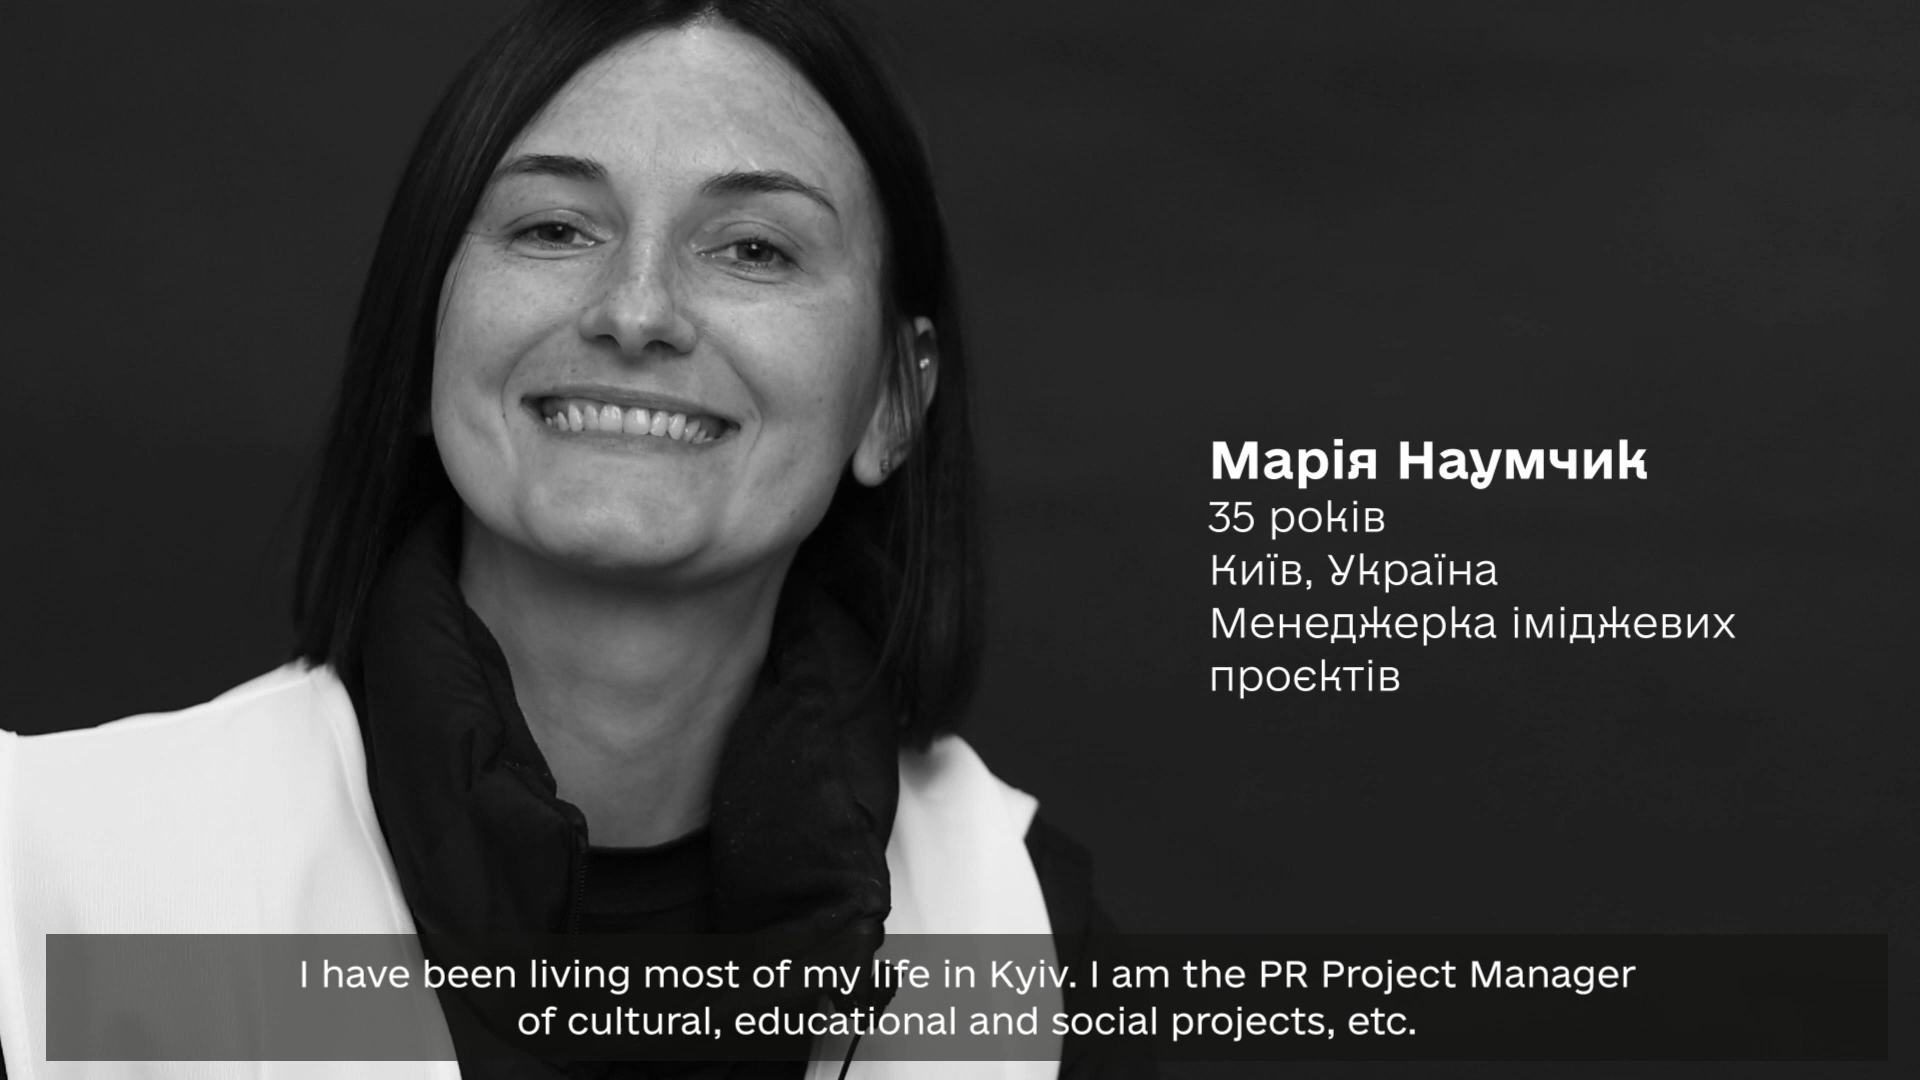 Марія Наумчик
35 років
Київ, Україна
Менеджерка іміджевих
проєктів
I have been living most of my life in Kyiv. I am the PR Project Manager
of cultural, educational and social projects, etc.